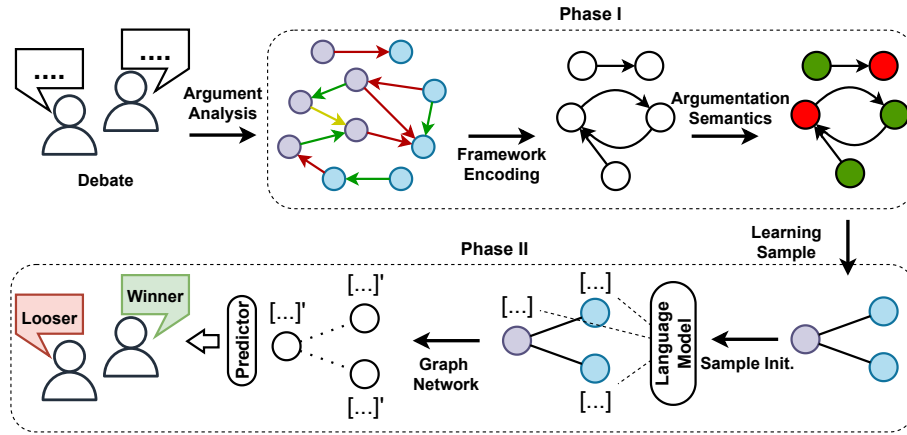 Phase I
....
....
Argument
Analysis
Debate
Framework
Encoding
Argumentation
Semantics
Learning
Sample
Phase II
Looser
Winner
Predictor
[...]'
[...]'
[...]'
Graph
Network
[...]
[...]
[...]
Language
Model
Sample Init.